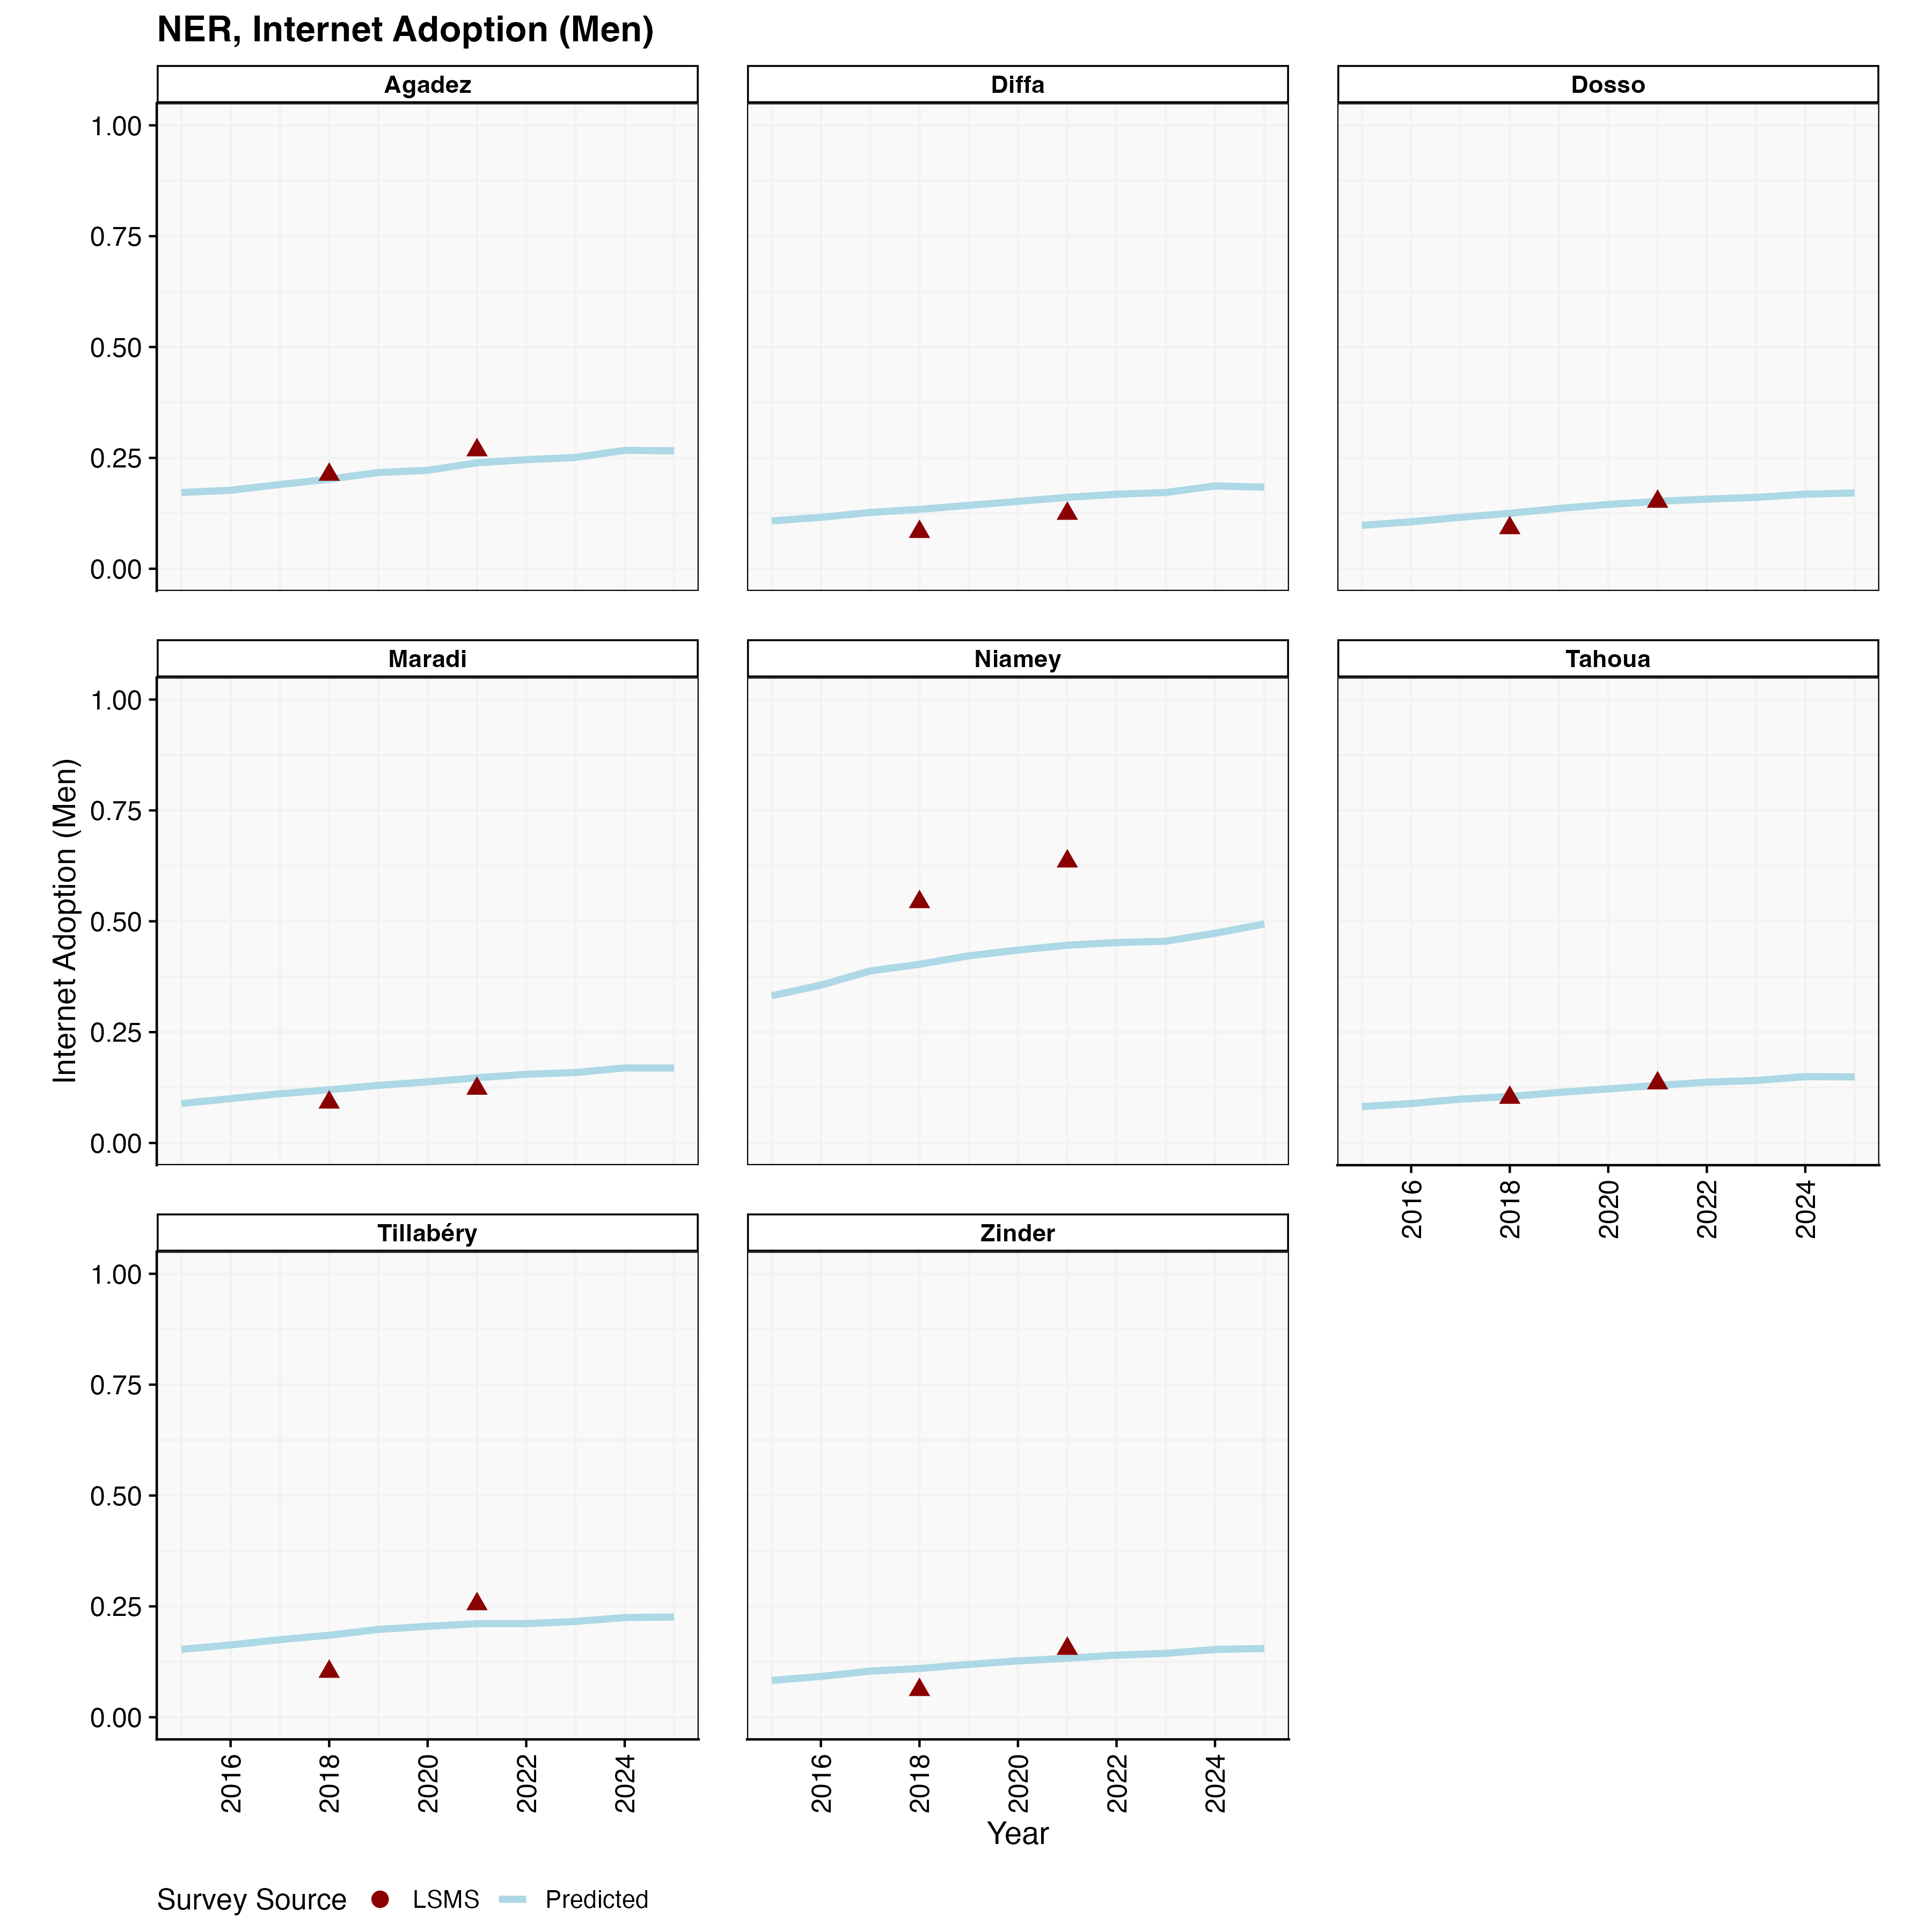 NER, Internet Adoption (Men)
Agadez
Diffa
Dosso
1.00
0.75
0.50
0.25
0.00
Maradi
Niamey
Tahoua
Internet Adoption (Men)
1.00
0.75
0.50
0.25
0.00
2016
2018
2020
2022
2024
Tillabéry
Zinder
1.00
0.75
0.50
0.25
0.00
2016
2018
2020
2022
2024
2016
2018
2020
2022
2024
Year
Survey Source LSMS Predicted